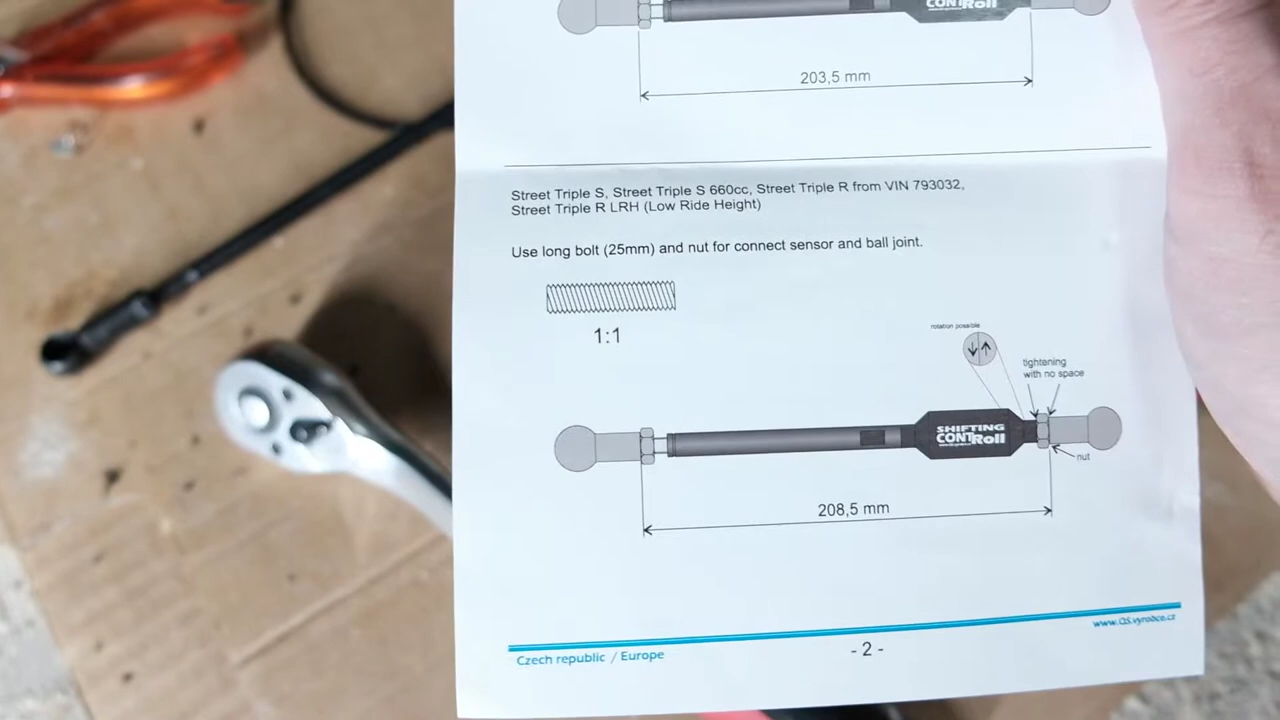 CONTRoll
203,5 mm
Street Triple S, Street Triple S 660cc, Street Triple R from VIN 793032,
Street Triple R LRH (Low Ride Height)
Use long bolt (25mm) and nut for connect sensor and ball joint.
1:1
rotation possible
tightening
with no space
SHIFTING
CONTRoll
nut
208,5 mm
www.QS.vyrobce.cz
Czech republic / Europe
- 2 -